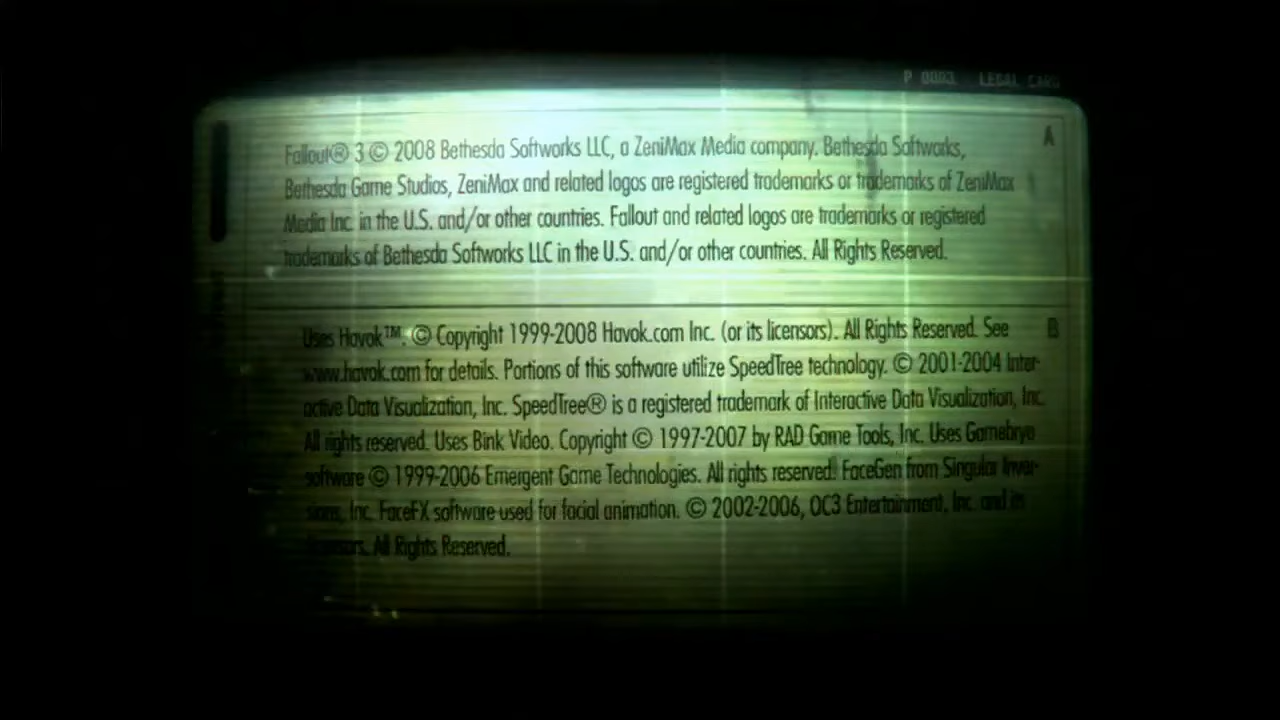 P 0003 LEGAL CARD
A
Fallout® 3 © 2008 Bethesda Softworks LLC, a ZeniMax Media company. Bethesda Softworks,
Bethesda Game Studios, ZeniMax and related logos are registered trademarks or trademarks of ZeniMax
Media Inc. in the U.S. and/or other countries. Fallout and related logos are trademarks or registered
trademarks of Bethesda Softworks LLC in the U.S. and/or other countries. All Rights Reserved.
B
Uses Havok™. © Copyright 1999-2008 Havok.com Inc. (or its licensors). All Rights Reserved. See
www.havok.com for details. Portions of this software utilize SpeedTree technology. © 2001-2004 Inter-
active Data Visualization, Inc. SpeedTree® is a registered trademark of Interactive Data Visualization, Inc.
All rights reserved. Uses Bink Video. Copyright © 1997-2007 by RAD Game Tools, Inc. Uses Gamebryo
software © 1999-2006 Emergent Game Technologies. All rights reserved. FaceGen from Singular Inver-
sions, Inc. FaceFX software used for facial animation. © 2002-2006, OC3 Entertainment, Inc. and its
licensors. All Rights Reserved.